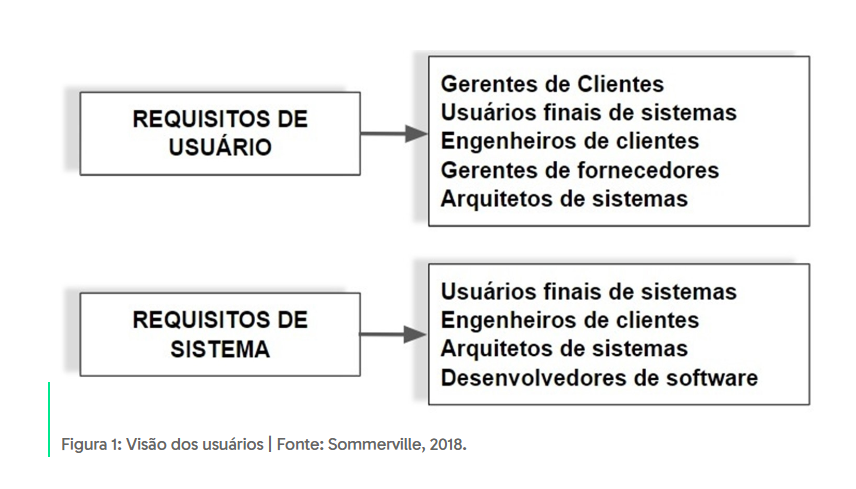 REQUISITOS DE
USUÁRIO
Gerentes de Clientes
Usuários finais de sistemas
Engenheiros de clientes
Gerentes de fornecedores
Arquitetos de sistemas
REQUISITOS DE
SISTEMA
Usuários finais de sistemas
Engenheiros de clientes
Arquitetos de sistemas
Desenvolvedores de software
Figura 1: Visão dos usuários | Fonte: Sommerville, 2018.